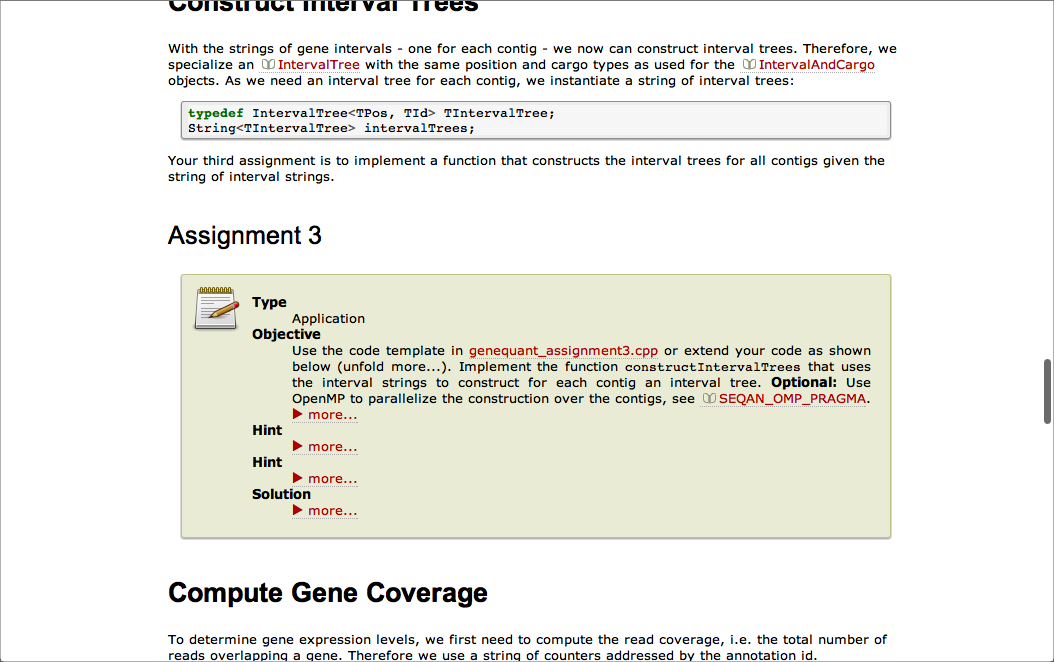 Construct Interval Trees
With the strings of gene intervals - one for each contig - we now can construct interval trees. Therefore, we
specialize an IntervalTree with the same position and cargo types as used for the IntervalAndCargo
objects. As we need an interval tree for each contig, we instantiate a string of interval trees:
typedef IntervalTree<TPos, TId> TIntervalTree;
String<TIntervalTree> intervalTrees;
Your third assignment is to implement a function that constructs the interval trees for all contigs given the
string of interval strings.
Assignment 3
Type
Application
Objective
Use the code template in genequant_assignment3.cpp or extend your code as shown
below (unfold more...). Implement the function constructIntervalTrees that uses
the interval strings to construct for each contig an interval tree. Optional: Use
OpenMP to parallelize the construction over the contigs, see SEQAN_OMP_PRAGMA.
more...
Hint
more...
Hint
more...
Solution
more...
Compute Gene Coverage
To determine gene expression levels, we first need to compute the read coverage, i.e. the total number of
reads overlapping a gene. Therefore we use a string of counters addressed by the annotation id.